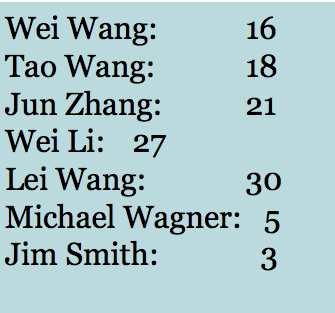 Wei Wang: 16
Tao Wang: 18
Jun Zhang: 21
Wei Li: 27
Lei Wang: 30
Michael Wagner: 5
Jim Smith: 3